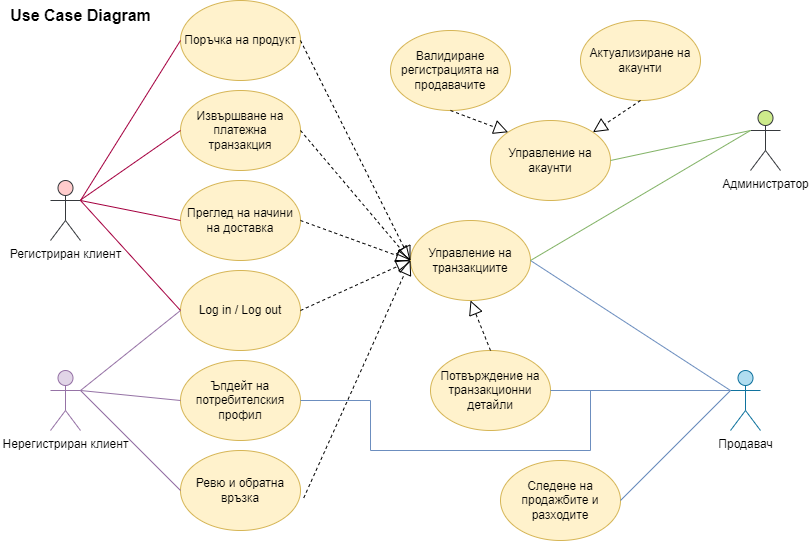 Use Case Diagram
Поръчка на продукт
Валидиране
регистрацията на
продавачите
Актуализиране на
акаунти
Извършване на
платежна
транзакция
Управление на
акаунти
Администратор
Преглед на начини
на доставка
Регистриран клиент
Управление на
транзакциите
Log in / Log out
Ъпдейт на
потребителския
профил
Потвърждение на
транзакционни
детайли
Нерегистриран клиент
Продавач
Ревю и обратна
връзка
Следене на
продажбите и
разходите